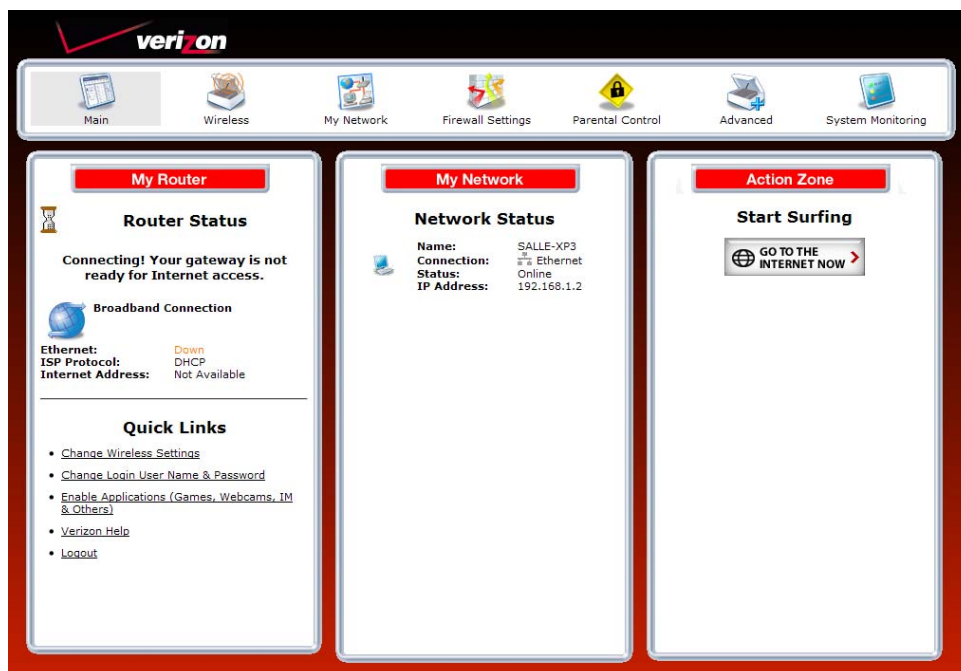 verizon
Main
Wireless
My Network
Firewall Settings
Parental Control
Advanced
System Monitoring
My Router
Router Status
Connecting! Your gateway is not
ready for Internet access.
Broadband Connection
Ethernet: Down
ISP Protocol: DHCP
Internet Address: Not Available
Quick Links
Change Wireless Settings
Change Login User Name & Password
Enable Applications (Games, Webcams, IM
& Others)
Verizon Help
Logout
My Network
Network Status
Name: SALLE-XP3
Connection: Ethernet
Status: Online
IP Address: 192.168.1.2
Action Zone
Start Surfing
GO TO THE
INTERNET NOW